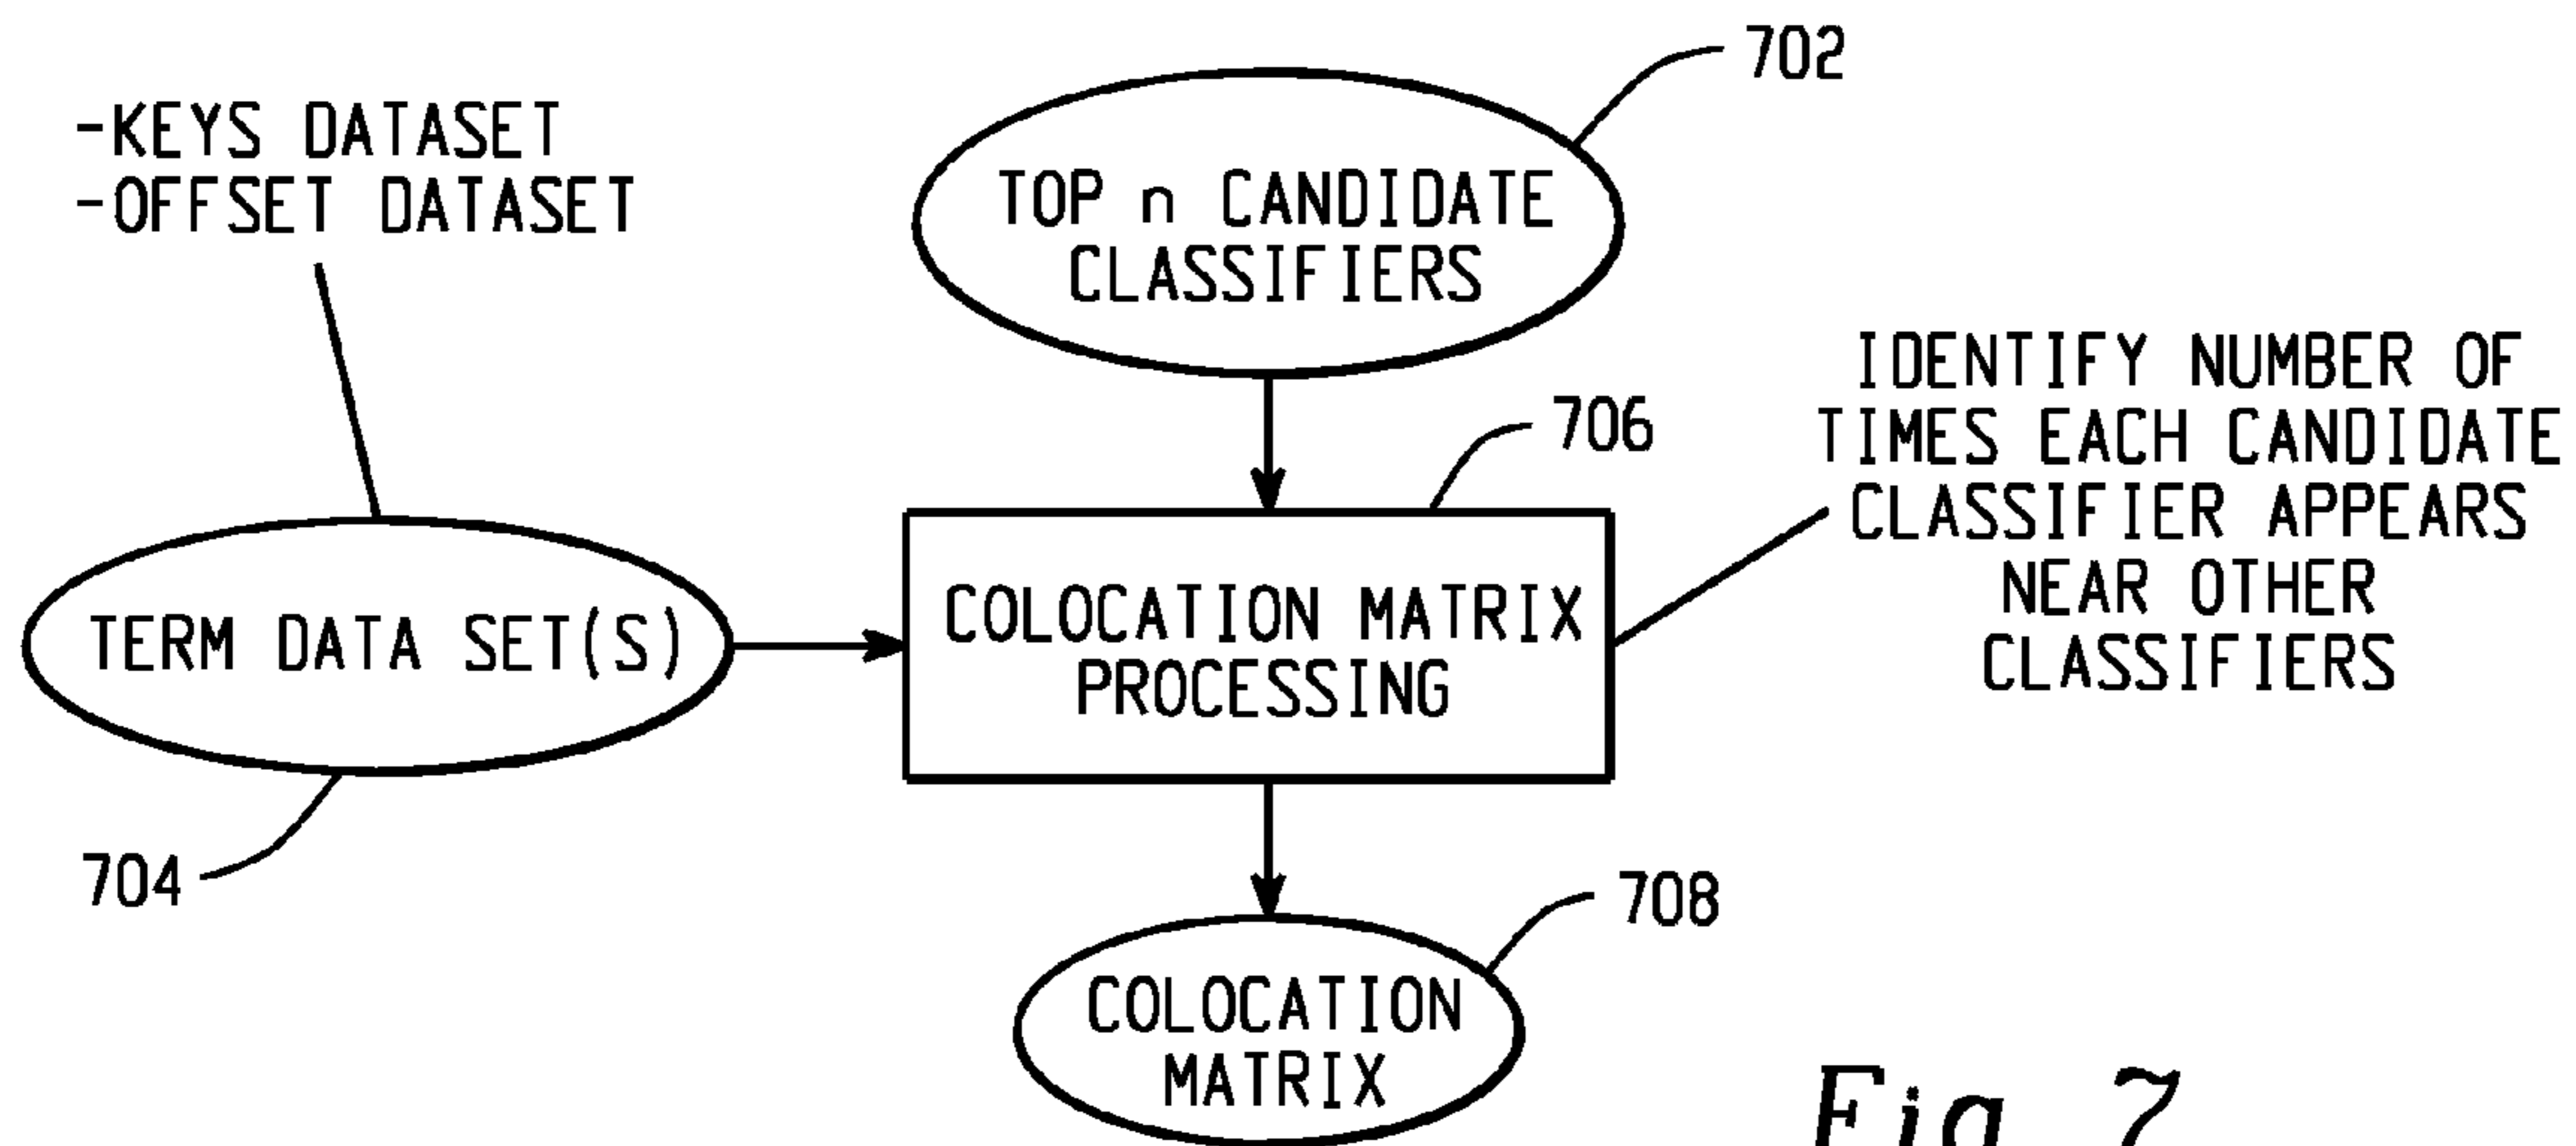 702
-KEYS DATASET
-OFFSET DATASET
TOP n CANDIDATE
CLASSIFIERS
IDENTIFY NUMBER OF
TIMES EACH CANDIDATE
CLASSIFIER APPEARS
NEAR OTHER
CLASSIFIERS
706
TERM DATA SET(S)
COLOCATION MATRIX
PROCESSING
704
708
COLOCATION
MATRIX
Fig 7